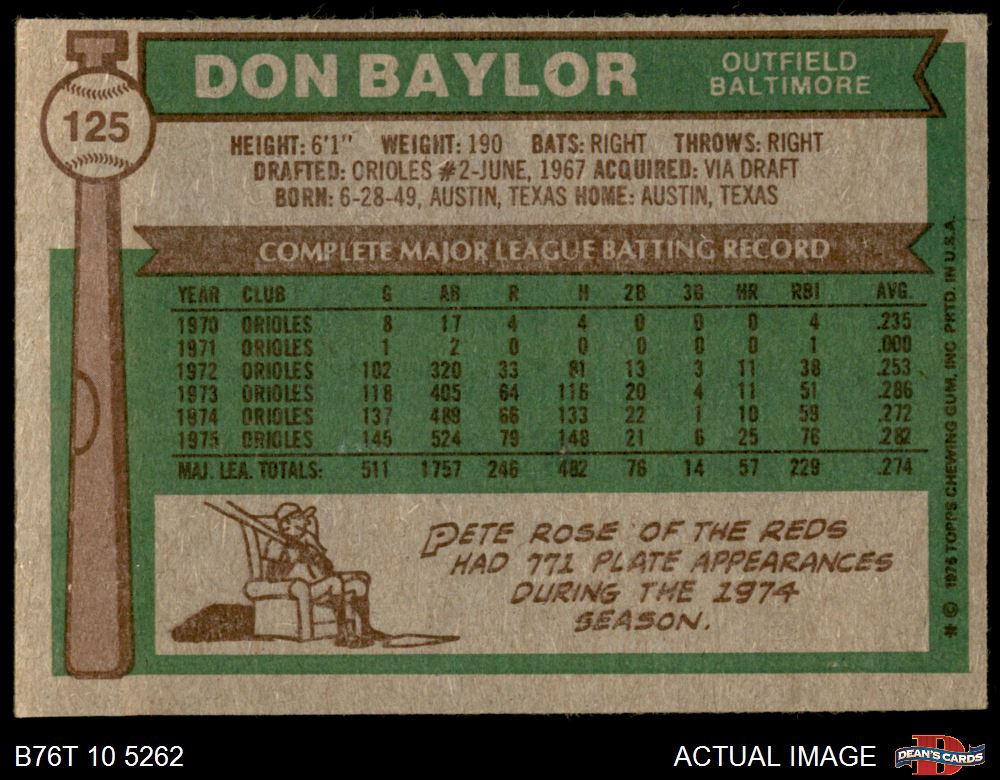 125
DON BAYLOR
OUTFIELD
BALTIMORE
HEIGHT: 6'1" WEIGHT: 190 BATS: RIGHT THROWS: RIGHT
DRAFTED: ORIOLES #2-JUNE, 1967 ACQUIRED: VIA DRAFT
BORN: 6-28-49, AUSTIN, TEXAS HOME: AUSTIN, TEXAS
COMPLETE MAJOR LEAGUE BATTING RECORD
YEAR CLUB G AB R H 2B 3B HR RBI AVG.
1970 ORIOLES 8 17 4 4 0 0 0 4 .235
1971 ORIOLES 1 2 0 0 0 0 0 1 .000
1972 ORIOLES 102 320 33 81 13 3 11 38 .253
1973 ORIOLES 118 405 64 116 20 4 11 51 .286
1974 ORIOLES 137 489 66 133 22 1 10 59 .272
1975 ORIOLES 145 524 79 148 21 6 25 76 .282
MAJ. LEA. TOTALS: 511 1757 246 482 76 14 57 229 .274
PETE ROSE OF THE REDS
HAD 771 PLATE APPEARANCES
DURING THE 1974
SEASON.
* © 1976 TOPPS CHEWING GUM, INC PRTD. IN U.S.A.
B76T 10 5262
ACTUAL IMAGE
DEAN'S CARDS